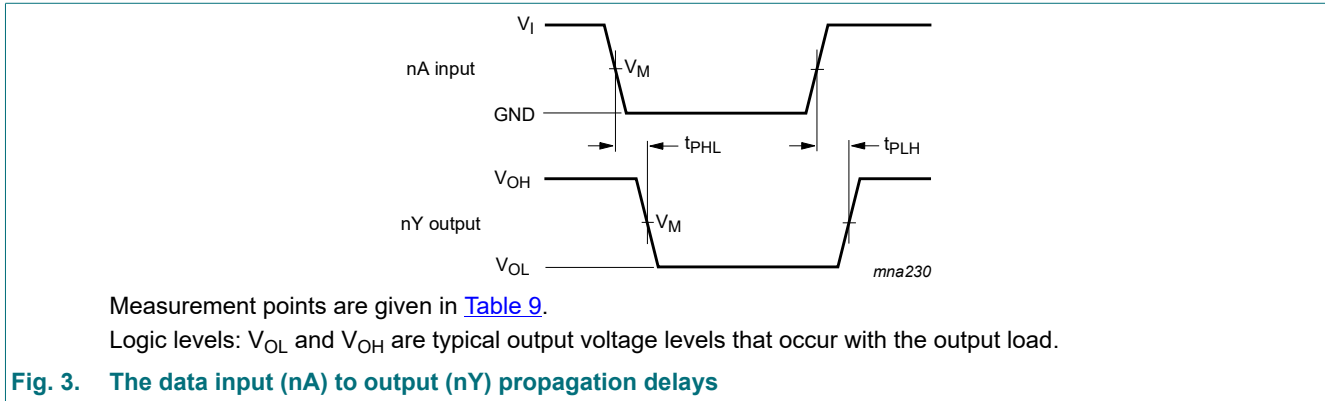 V_I
nA input
V_M
GND
t_PHL
t_PLH
V_OH
nY output
V_M
V_OL
mna230
Measurement points are given in Table 9.
Logic levels: V_OL and V_OH are typical output voltage levels that occur with the output load.
Fig. 3. The data input (nA) to output (nY) propagation delays